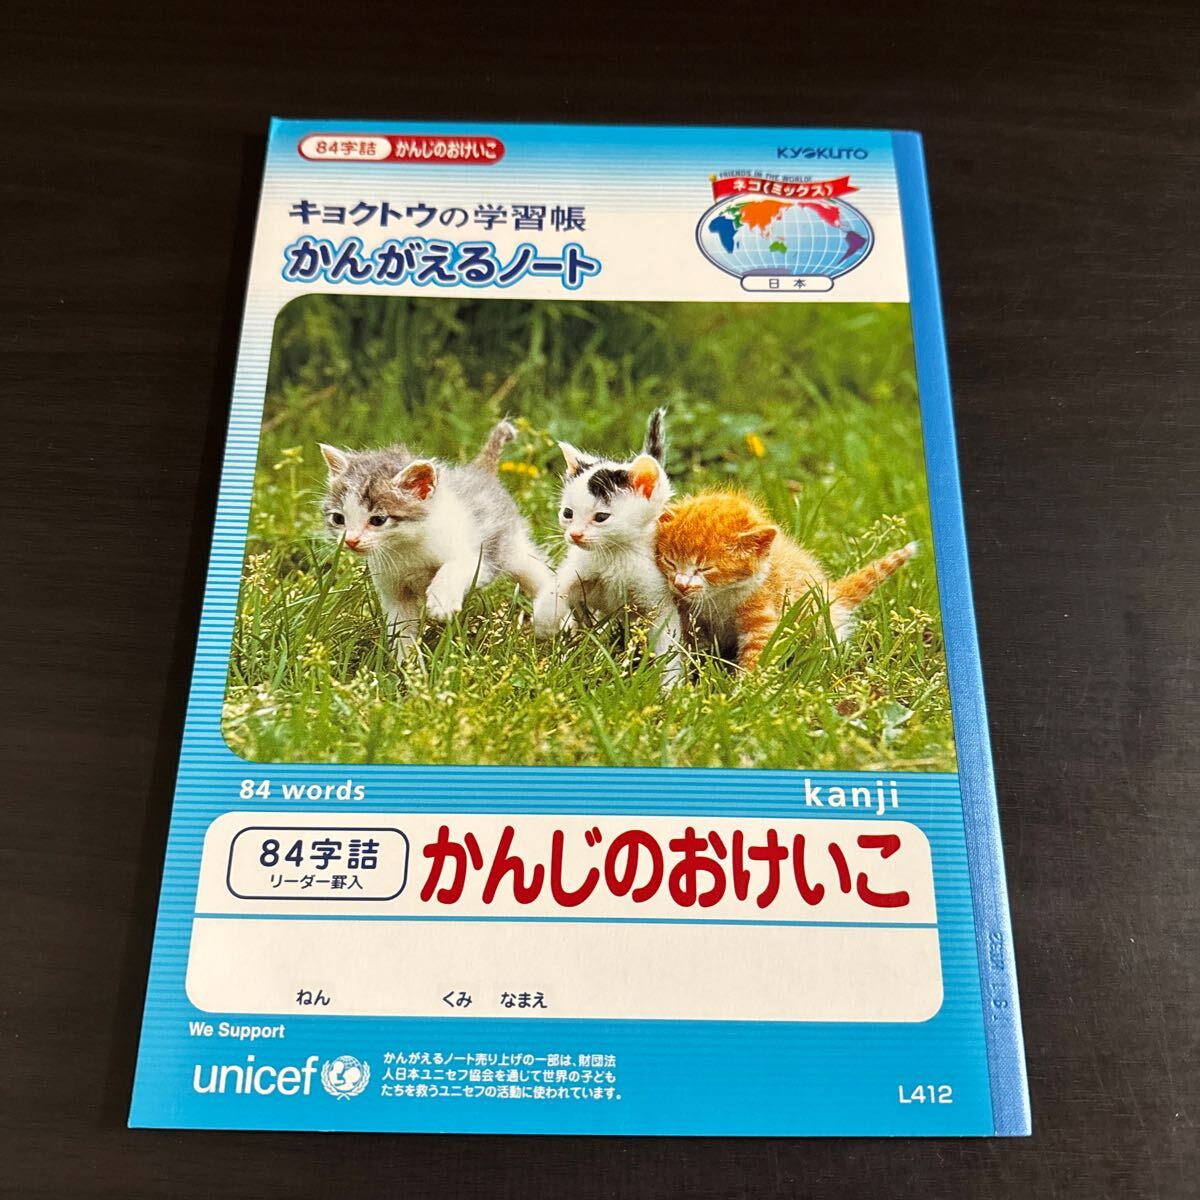 84字詰 かんじのおけいこ
KYOKUTO
FRIENDS IN THE WORLD!
ネコ(ミックス)
キョクトウの学習帳
かんがえるノート
日本
84 words
kanji
84字詰
リーダー罫入
かんじのおけいこ
ねん くみ なまえ
We Support
unicef
かんがえるノート売り上げの一部は、財団法
人日本ユニセフ協会を通じて世界の子ども
たちを救うユニセフの活動に使われています。
L412